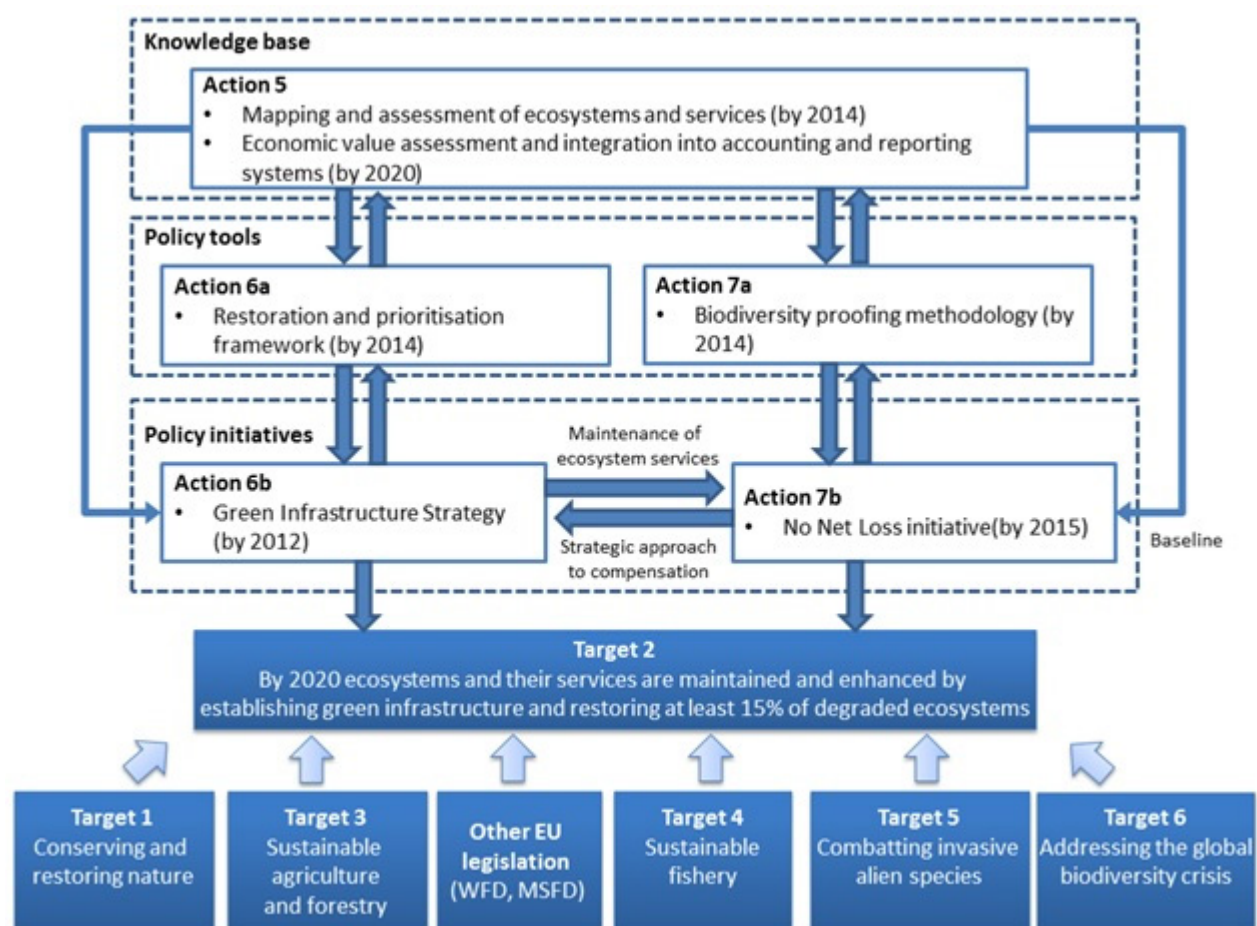 Knowledge base
Action 5
• Mapping and assessment of ecosystems and services (by 2014)
• Economic value assessment and integration into accounting and reporting
systems (by 2020)
Policy tools
Action 6a
• Restoration and prioritisation
framework (by 2014)
Action 7a
• Biodiversity proofing methodology (by
2014)
Policy initiatives
Maintenance of
ecosystem services
Action 6b
• Green Infrastructure Strategy
(by 2012)
Action 7b
• No Net Loss initiative(by 2015)
Strategic approach
to compensation
Baseline
Target 2
By 2020 ecosystems and their services are maintained and enhanced by
establishing green infrastructure and restoring at least 15% of degraded ecosystems
Target 1
Conserving and
restoring nature
Target 3
Sustainable
agriculture
and forestry
Other EU
legislation
(WFD, MSFD)
Target 4
Sustainable
fishery
Target 5
Combatting invasive
alien species
Target 6
Addressing the global
biodiversity crisis